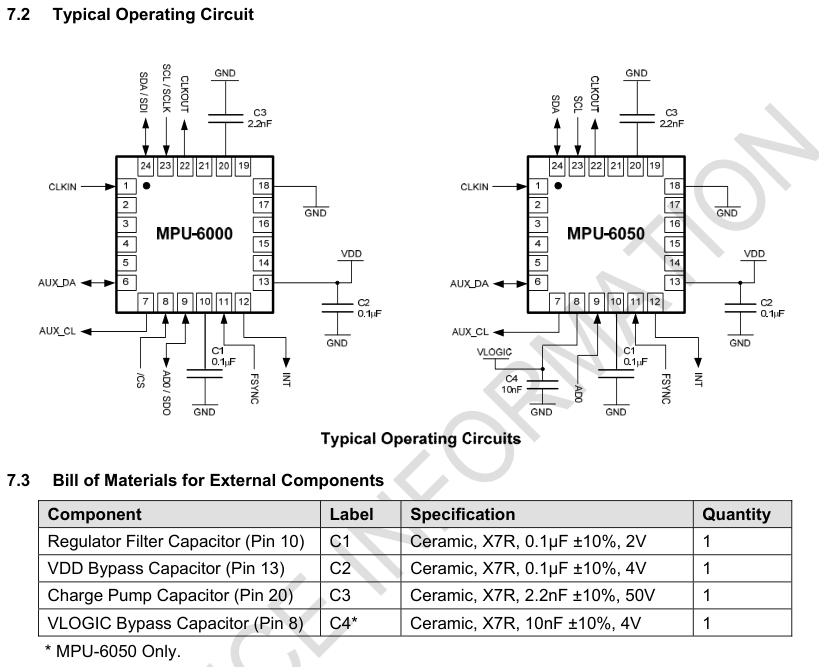 7.2 Typical Operating Circuit
SDA / SDI
SCL / SCLK
CLKOUT
GND
C3
2.2nF
24 23 22 21 20 19
CLKIN
1
2
3
4
5
6
18
17
16
15
14
13
MPU-6000
GND
VDD
AUX_DA
7 8 9 10 11 12
C2
0.1µF
GND
AUX_CL
/CS
AD0 / SDO
C1
0.1µF
GND
FSYNC
INT
SDA
SCL
CLKOUT
GND
C3
2.2nF
24 23 22 21 20 19
CLKIN
1
2
3
4
5
6
18
17
16
15
14
13
MPU-6050
GND
VDD
AUX_DA
7 8 9 10 11 12
C2
0.1µF
GND
AUX_CL
VLOGIC
C4
10nF
GND
AD0
C1
0.1µF
GND
FSYNC
INT
Typical Operating Circuits
7.3 Bill of Materials for External Components
Component Label Specification Quantity
Regulator Filter Capacitor (Pin 10) C1 Ceramic, X7R, 0.1µF ±10%, 2V 1
VDD Bypass Capacitor (Pin 13) C2 Ceramic, X7R, 0.1µF ±10%, 4V 1
Charge Pump Capacitor (Pin 20) C3 Ceramic, X7R, 2.2nF ±10%, 50V 1
VLOGIC Bypass Capacitor (Pin 8) C4* Ceramic, X7R, 10nF ±10%, 4V 1
* MPU-6050 Only.
CE INFORMATION